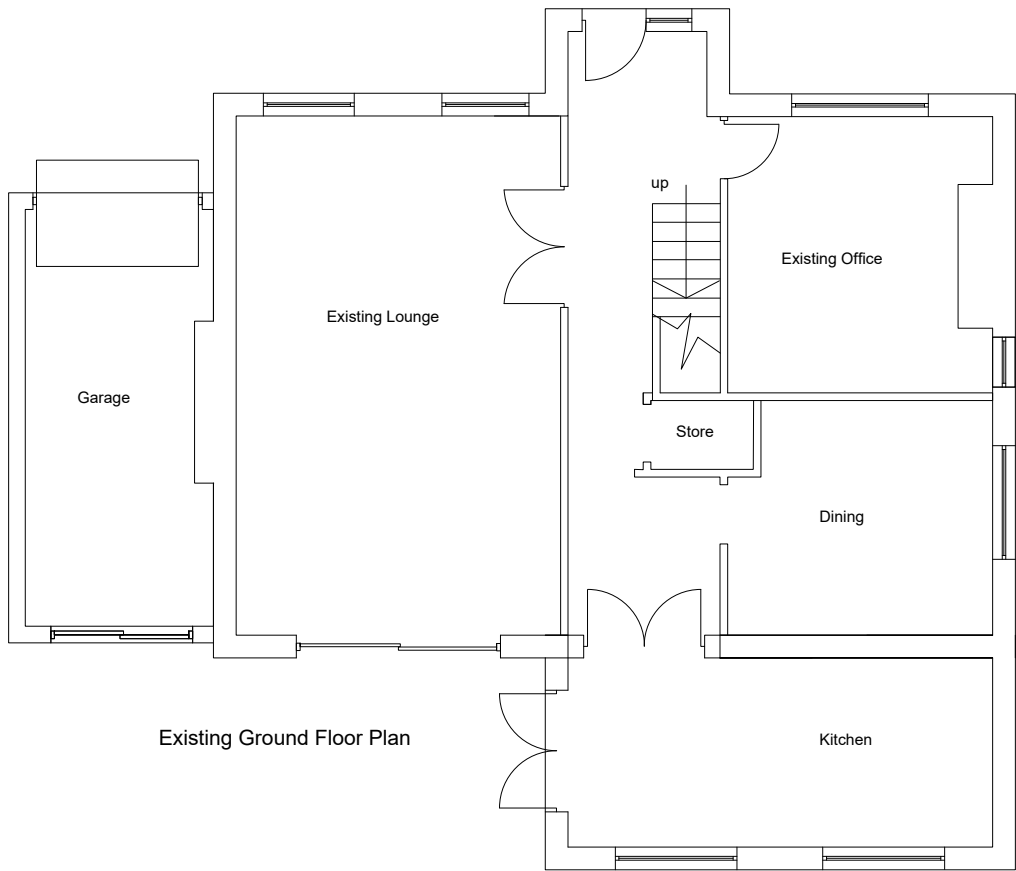 up
Existing Office
Existing Lounge
Garage
Store
Dining
Existing Ground Floor Plan
Kitchen